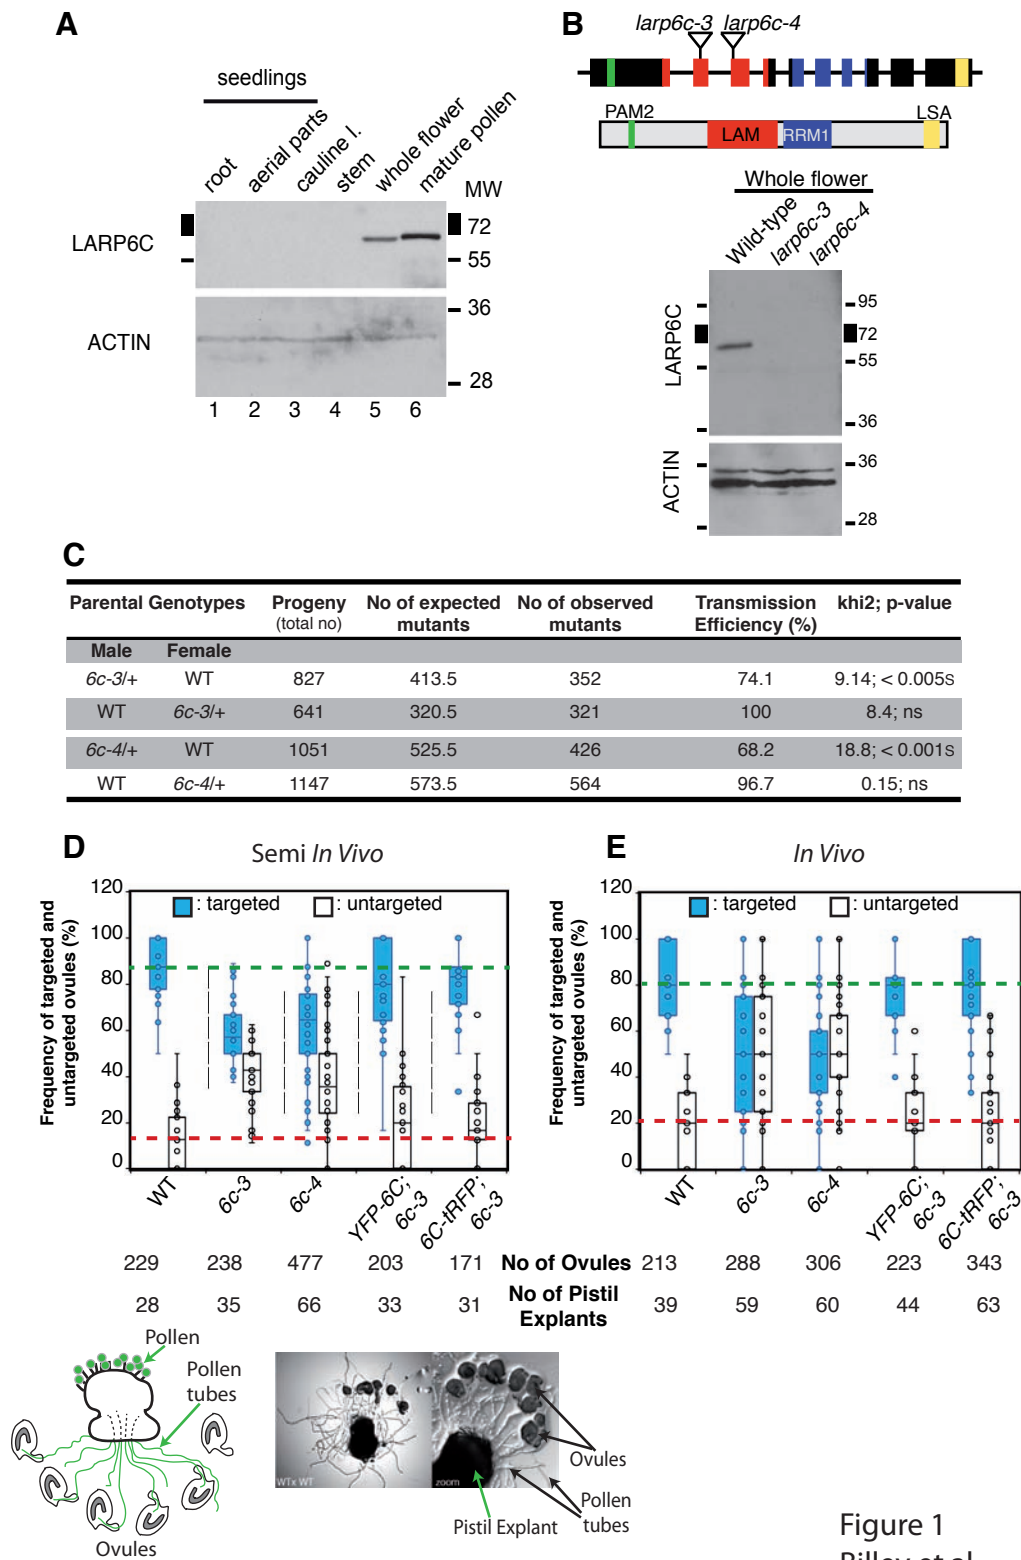 A
seedlings
root
aerial parts
cauline l.
stem
whole flower
mature pollen
MW
LARP6C
72
55
ACTIN
36
28
1 2 3 4 5 6
B
larp6c-3 larp6c-4
PAM2
LSA
LAM
RRM1
Whole flower
Wild-type
larp6c-3
larp6c-4
LARP6C
95
72
55
36
ACTIN
36
28
C
Parental Genotypes Progeny No of expected No of observed Transmission khi2; p-value
(total no) mutants mutants Efficiency (%)
Male Female
6c-3/+ WT 827 413.5 352 74.1 9.14; < 0.005s
WT 6c-3/+ 641 320.5 321 100 8.4; ns
6c-4/+ WT 1051 525.5 426 68.2 18.8; < 0.001s
WT 6c-4/+ 1147 573.5 564 96.7 0.15; ns
D
Semi In Vivo
Frequency of targeted and
untargeted ovules (%)
120
100
80
60
40
20
0
: targeted : untargeted
WT
6c-3
6c-4
YFP-6C;
6c-3
6C-tRFP;
6c-3
E
In Vivo
Frequency of targeted and
untargeted ovules (%)
120
100
80
60
40
20
0
: targeted : untargeted
WT
6c-3
6c-4
YFP-6C;
6c-3
6C-tRFP;
6c-3
229 238 477 203 171 No of Ovules 213 288 306 223 343
28 35 66 33 31 No of Pistil 39 59 60 44 63
Explants
Pollen
Pollen
tubes
Ovules
WTx WT
zoom
Ovules
Pollen
tubes
Pistil Explant
Figure 1
Billey et al